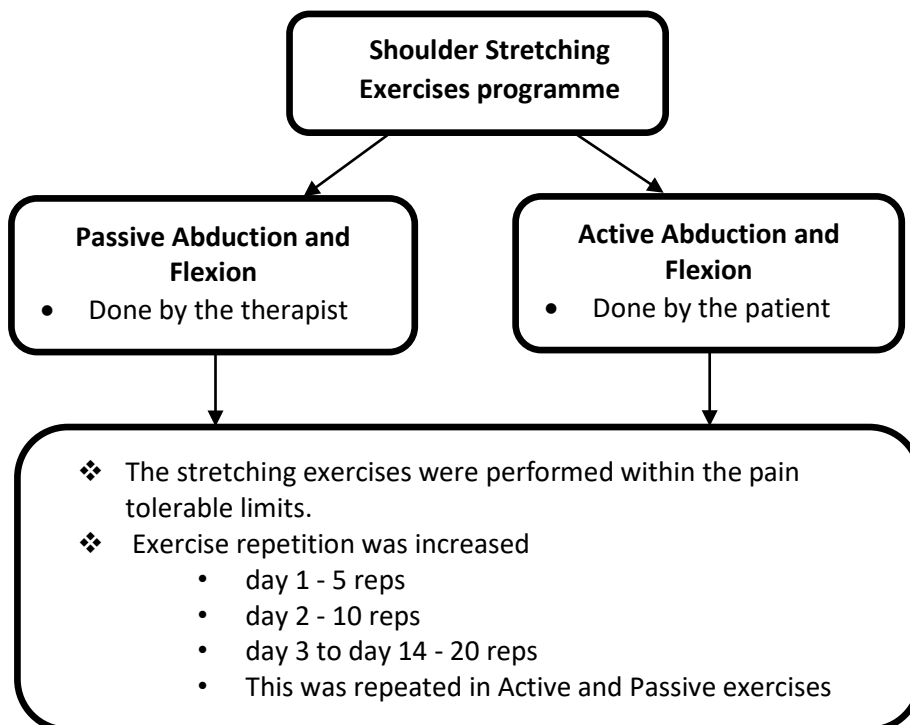 Shoulder Stretching
Exercises programme
Passive Abduction and
Flexion
• Done by the therapist
Active Abduction and
Flexion
• Done by the patient
❖ The stretching exercises were performed within the pain
tolerable limits.
❖ Exercise repetition was increased
• day 1 - 5 reps
• day 2 - 10 reps
• day 3 to day 14 - 20 reps
• This was repeated in Active and Passive exercises